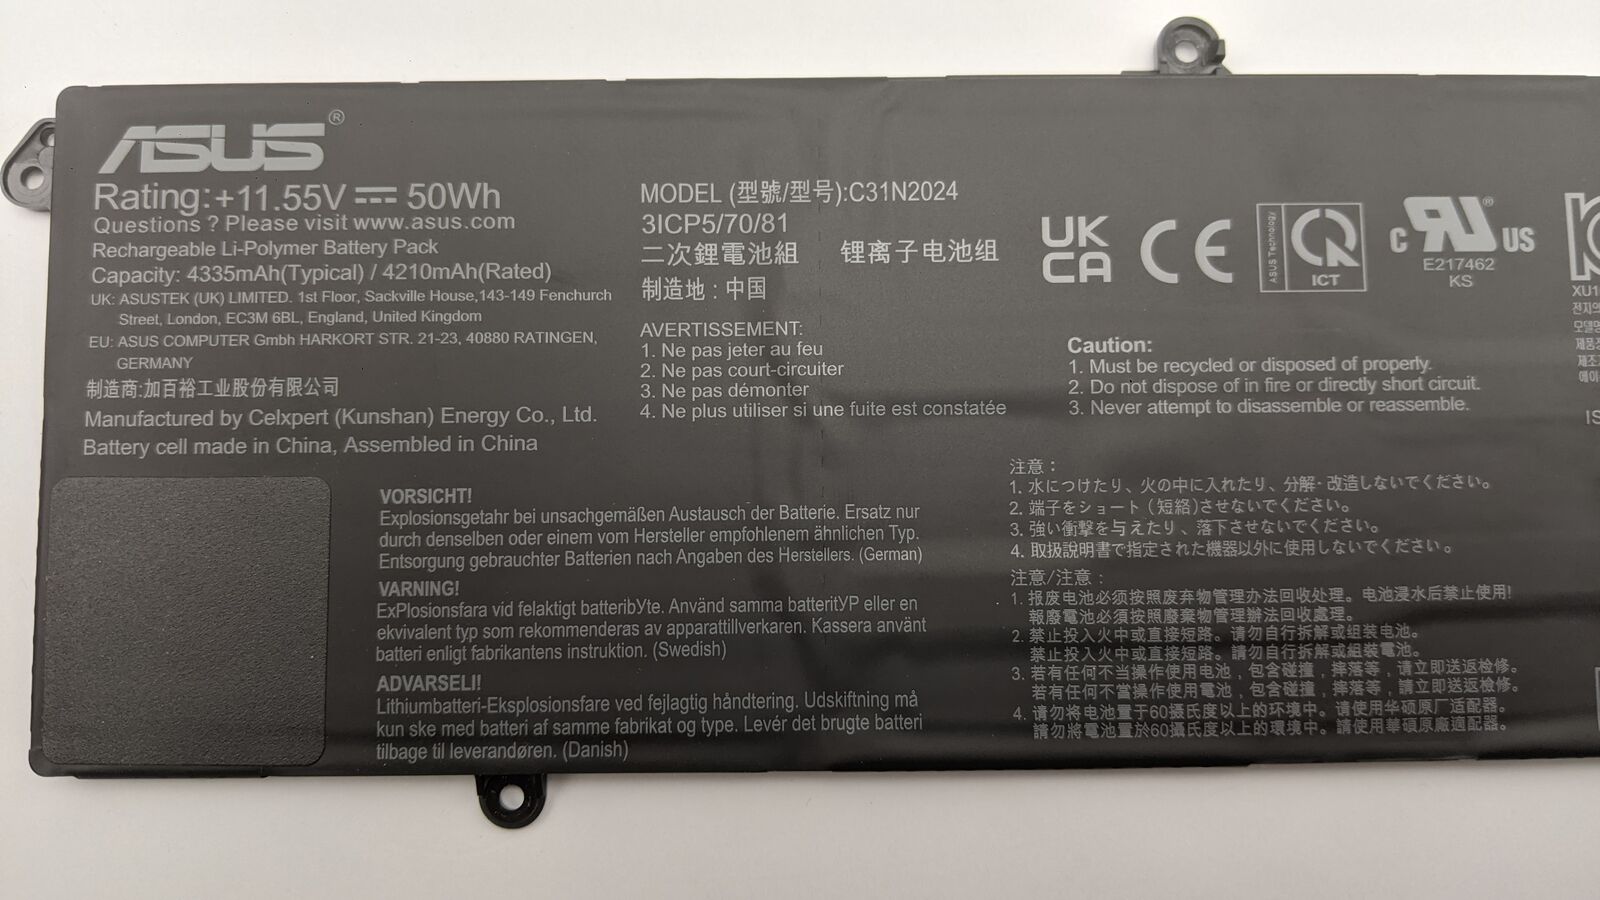 ASUS®
Rating:+11.55V ⎓ 50Wh
Questions ? Please visit www.asus.com
Rechargeable Li-Polymer Battery Pack
Capacity: 4335mAh(Typical) / 4210mAh(Rated)
UK: ASUSTEK (UK) LIMITED. 1st Floor, Sackville House,143-149 Fenchurch
Street, London, EC3M 6BL, England, United Kingdom
EU: ASUS COMPUTER Gmbh HARKORT STR. 21-23, 40880 RATINGEN,
GERMANY
制造商:加百裕工业股份有限公司
Manufactured by Celxpert (Kunshan) Energy Co., Ltd.
Battery cell made in China, Assembled in China
MODEL (型號/型号):C31N2024
3ICP5/70/81
二次鋰電池組 锂离子电池组
制造地 : 中国
AVERTISSEMENT:
1. Ne pas jeter au feu
2. Ne pas court-circuiter
3. Ne pas démonter
4. Ne plus utiliser si une fuite est constatée
UK
CA
CE
ASUS Technology
ICT
c RU ® US
E217462
KS
Caution:
1. Must be recycled or disposed of properly.
2. Do not dispose of in fire or directly short circuit.
3. Never attempt to disassemble or reassemble.
VORSICHT!
Explosionsgetahr bei unsachgemäßen Austausch der Batterie. Ersatz nur
durch denselben oder einem vom Hersteller empfohlenem ähnlichen Typ.
Entsorgung gebrauchter Batterien nach Angaben des Herstellers. (German)
VARNING!
ExPlosionsfara vid felaktigt batteribУte. Använd samma batteritУP eller en
ekvivalent typ som rekommenderas av apparattillverkaren. Kassera använt
batteri enligt fabrikantens instruktion. (Swedish)
ADVARSELI!
Lithiumbatteri-Eksplosionsfare ved fejlagtig håndtering. Udskiftning må
kun ske med batteri af samme fabrikat og type. Levér det brugte batteri
tilbage til leverandøren. (Danish)
注意：
1. 水につけたり、火の中に入れたり、分解・改造しないでください。
2. 端子をショート（短絡)させないでください。
3. 強い衝撃を与えたり、落下させないでください。
4. 取扱説明書で指定された機器以外に使用しないでください。
注意/注意：
1. 报废电池必须按照废弃物管理办法回收处理。电池浸水后禁止使用!
報廢電池必須按照廢棄物管理辦法回收處理。
2. 禁止投入火中或直接短路。请勿自行拆解或组装电池。
禁止投入火中或直接短路。請勿自行拆解或組裝電池。
3. 若有任何不当操作使用电池，包含碰撞，摔落等，请立即送返检修。
若有任何不當操作使用電池，包含碰撞，摔落等，請立即送返檢修。
4. 请勿将电池置于60摄氏度以上的环境中。请使用华硕原厂适配器。
請勿將電池置於60攝氏度以上的環境中。請使用華碩原廠適配器。